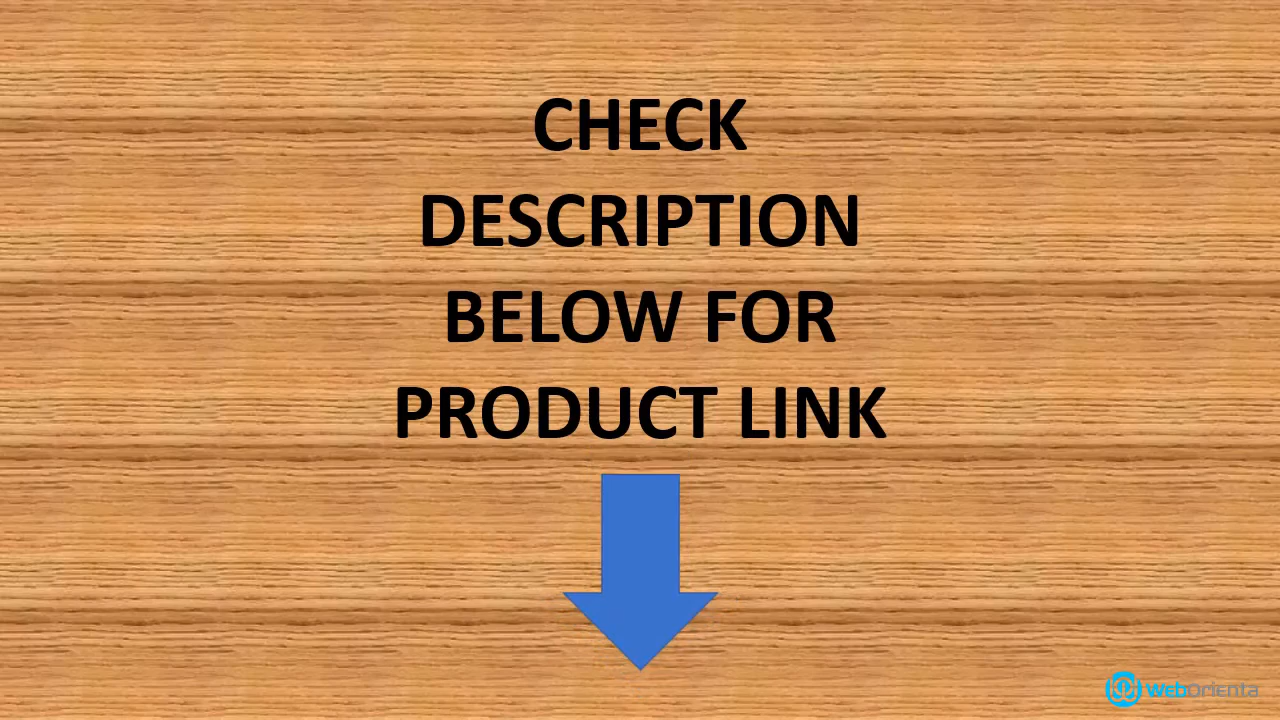 CHECK
DESCRIPTION
BELOW FOR
PRODUCT LINK
WebOrienta